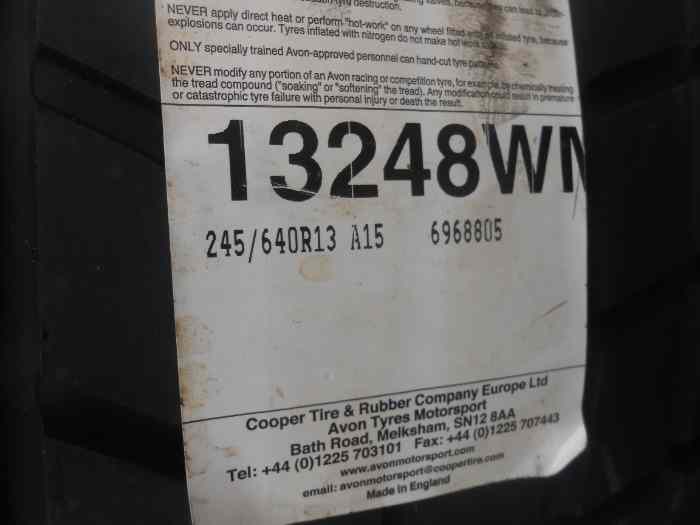 destruction.
NEVER apply direct heat or perform "hot-work" on any wheel fitted with an inflated tyre, because
explosions can occur. Tyres inflated with nitrogen do not make hot work
ONLY specially trained Avon-approved personnel can hand-cut tyre patterns.
NEVER modify any portion of an Avon racing or competition tyre, for example, by chemically treating
the tread compound ("soaking" or "softening" the tread). Any modification could result in premature
or catastrophic tyre failure with personal injury or death the result.
13248WM
245/640R13 A15 6968805
Cooper Tire & Rubber Company Europe Ltd
Avon Tyres Motorsport
Bath Road, Melksham, SN12 8AA
Tel: +44 (0)1225 703101 Fax: +44 (0)1225 707443
www.avonmotorsport.com
email: avonmotorsport@coopertire.com
Made in England